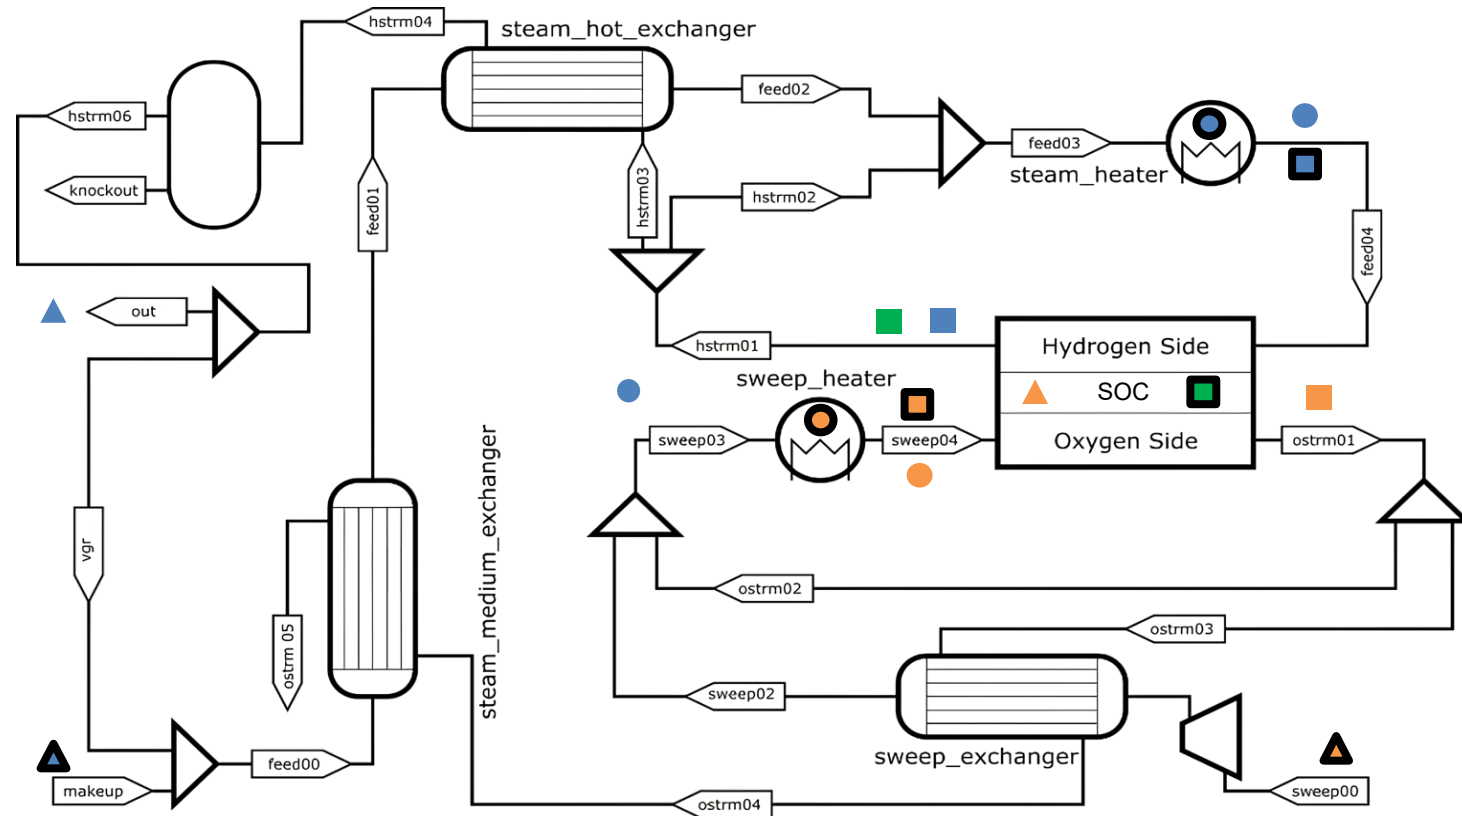 hstrm04
steam_hot_exchanger
hstrm06
feed02
knockout
feed03
steam_heater
hstrm03
hstrm02
feed01
feed04
out
hstrm01
Hydrogen Side
sweep_heater
SOC
sweep03
sweep04
Oxygen Side
ostrm01
steam_medium_exchanger
vgr
ostrm02
ostrm 05
ostrm03
sweep02
sweep_exchanger
feed00
makeup
ostrm04
sweep00